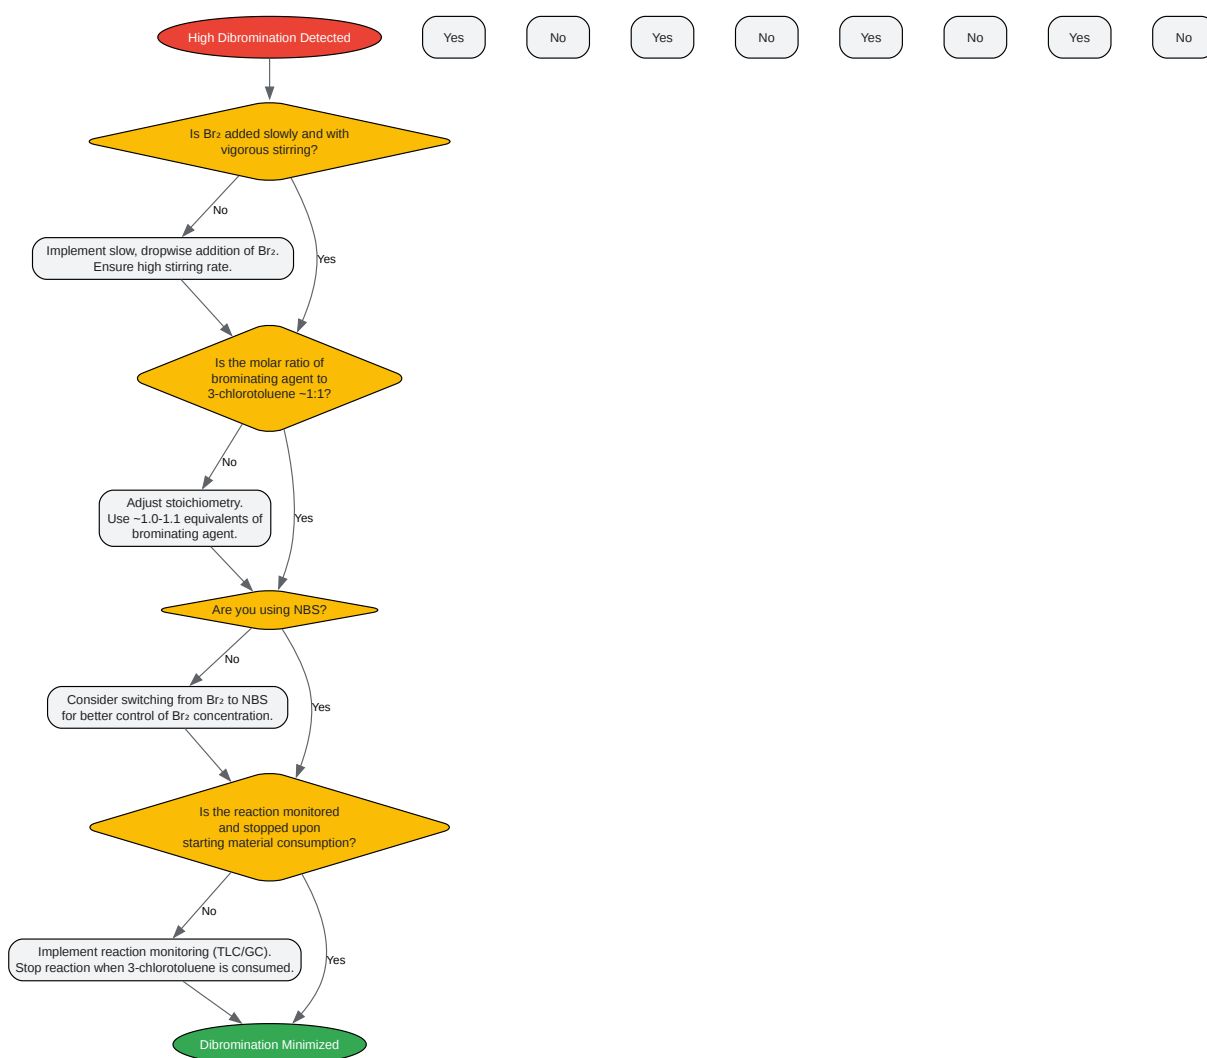 High Dibromination Detected
Yes
No
Yes
No
Yes
No
Yes
No
Is Br₂ added slowly and with
vigorous stirring?
No
Implement slow, dropwise addition of Br₂.
Ensure high stirring rate.
Yes
Is the molar ratio of
brominating agent to
3-chlorotoluene ~1:1?
No
Adjust stoichiometry.
Use ~1.0-1.1 equivalents of
brominating agent.
Yes
Are you using NBS?
No
Consider switching from Br₂ to NBS
for better control of Br₂ concentration.
Yes
Is the reaction monitored
and stopped upon
starting material consumption?
No
Implement reaction monitoring (TLC/GC).
Stop reaction when 3-chlorotoluene is consumed.
Yes
Dibromination Minimized